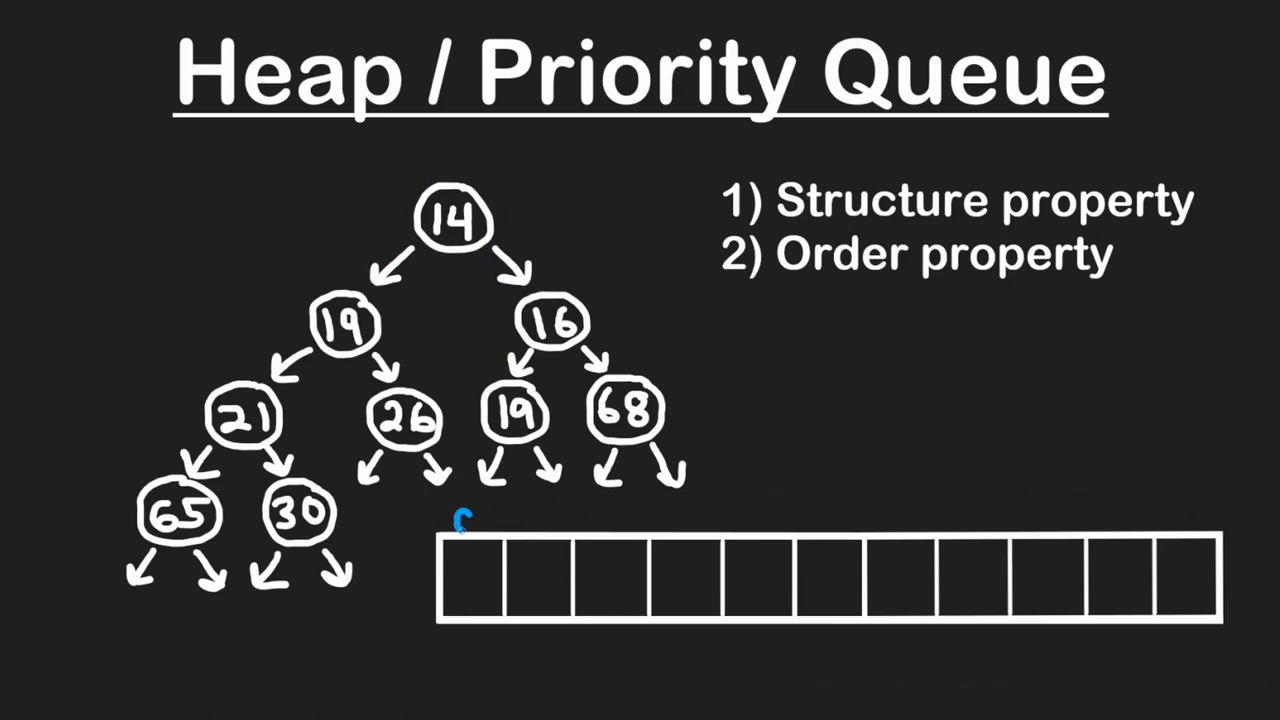 Heap / Priority Queue
1) Structure property
2) Order property
14
19 16
21 26 19 68
65 30